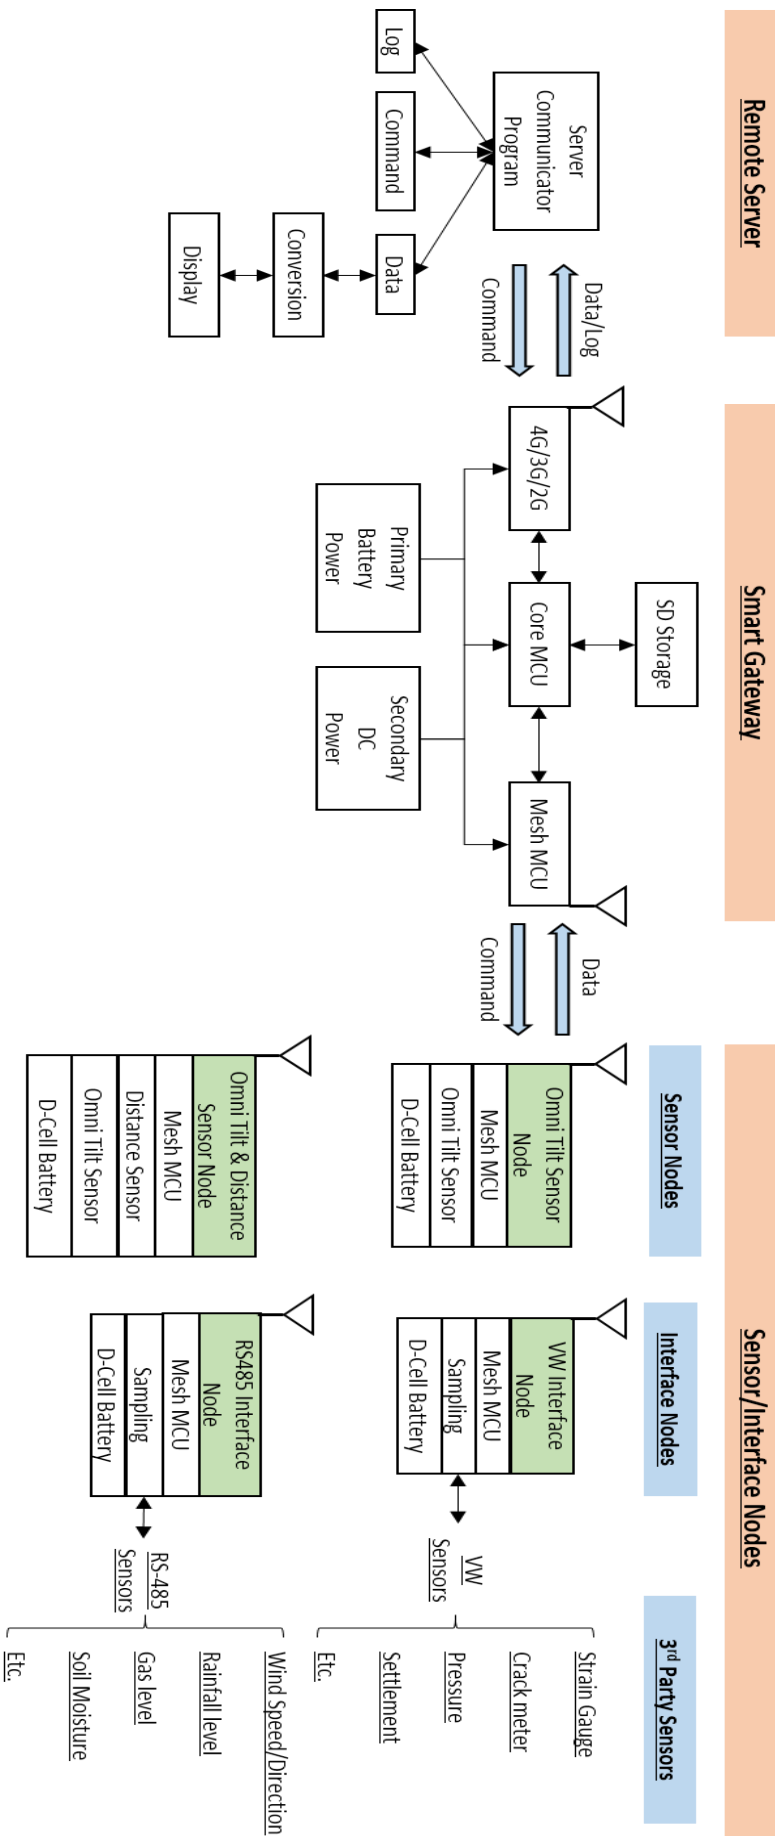 Remote Server
Server
Communicator
Program
Log
Command
Data
Conversion
Display
Data/Log
Command
Smart Gateway
SD Storage
4G/3G/2G
Core MCU
Mesh MCU
Primary
Battery
Power
Secondary
DC
Power
Data
Command
Sensor/Interface Nodes
Sensor Nodes
Omni Tilt Sensor
Node
Mesh MCU
Omni Tilt Sensor
D-Cell Battery
Omni Tilt & Distance
Sensor Node
Mesh MCU
Distance Sensor
Omni Tilt Sensor
D-Cell Battery
Interface Nodes
VW Interface
Node
Mesh MCU
Sampling
D-Cell Battery
RS485 Interface
Node
Mesh MCU
Sampling
D-Cell Battery
3rd Party Sensors
VW
Sensors
Strain Gauge
Crack meter
Pressure
Settlement
Etc.
RS-485
Sensors
Wind Speed/Direction
Rainfall level
Gas level
Soil Moisture
Etc.